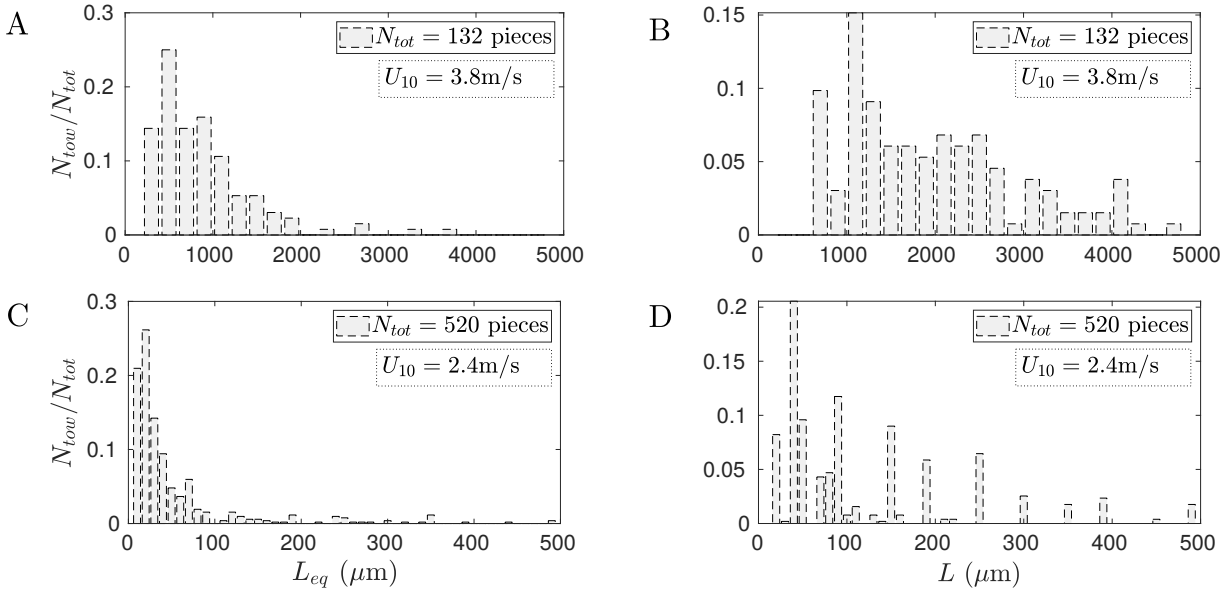 A
0.3
0.2
0.1
0
N_tow/N_tot
N_tot = 132 pieces
U_10 = 3.8m/s
0 1000 2000 3000 4000 5000
B
0.15
0.1
0.05
0
N_tot = 132 pieces
U_10 = 3.8m/s
0 1000 2000 3000 4000 5000
C
0.3
0.2
0.1
0
N_tow/N_tot
N_tot = 520 pieces
U_10 = 2.4m/s
0 100 200 300 400 500
L_eq (μm)
D
0.2
0.15
0.1
0.05
0
N_tot = 520 pieces
U_10 = 2.4m/s
0 100 200 300 400 500
L (μm)